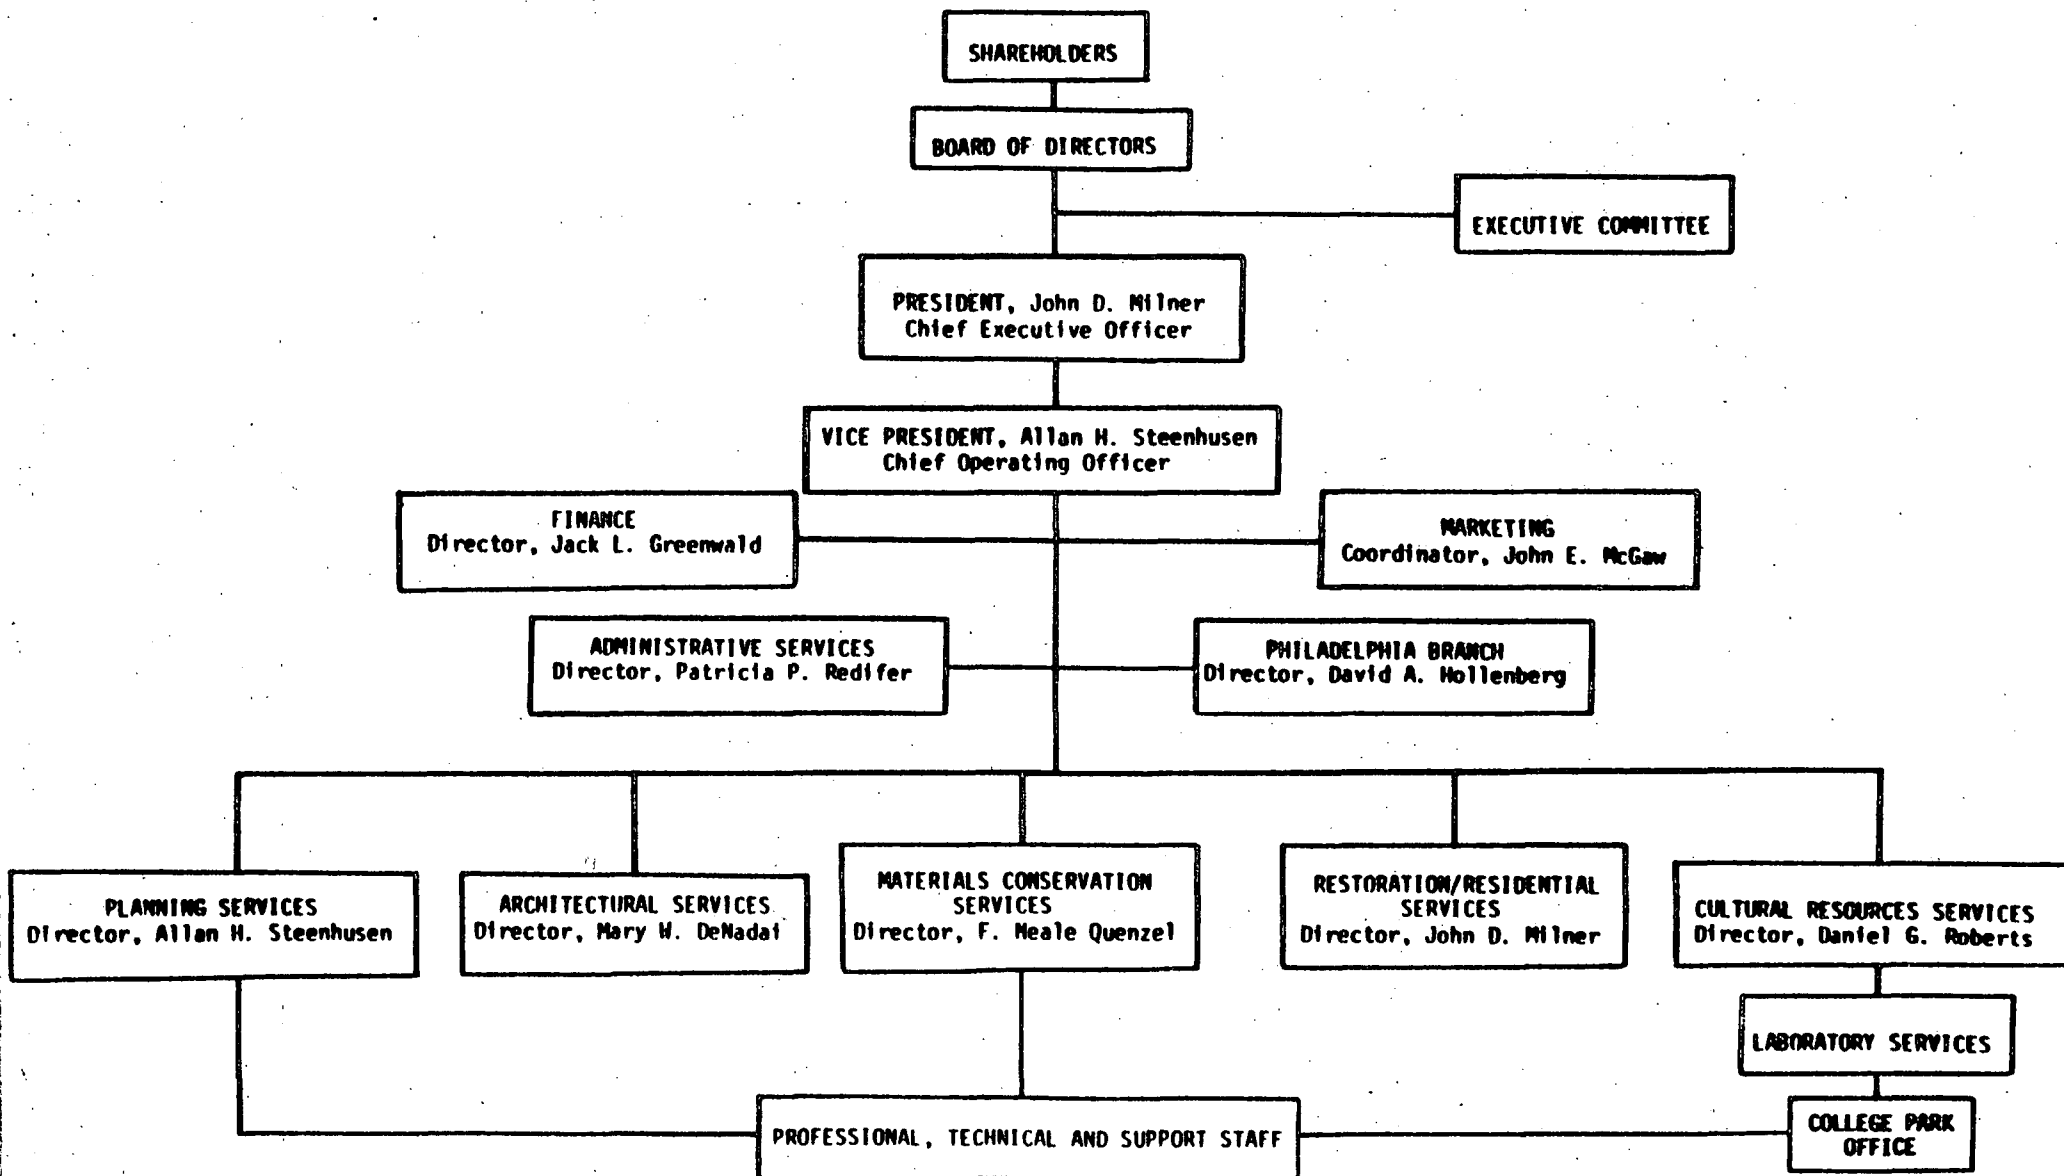 SHAREHOLDERS
BOARD OF DIRECTORS
EXECUTIVE COMMITTEE
PRESIDENT, John D. Milner
Chief Executive Officer
VICE PRESIDENT, Allan H. Steenhusen
Chief Operating Officer
FINANCE
Director, Jack L. Greenwald
MARKETING
Coordinator, John E. McGaw
ADMINISTRATIVE SERVICES
Director, Patricia P. Redifer
PHILADELPHIA BRANCH
Director, David A. Hollenberg
PLANNING SERVICES
Director, Allan H. Steenhusen
ARCHITECTURAL SERVICES
Director, Mary W. DeNadai
MATERIALS CONSERVATION
SERVICES
Director, F. Neale Quenzel
RESTORATION/RESIDENTIAL
SERVICES
Director, John D. Milner
CULTURAL RESOURCES SERVICES
Director, Daniel G. Roberts
LABORATORY SERVICES
COLLEGE PARK
OFFICE
PROFESSIONAL, TECHNICAL AND SUPPORT STAFF